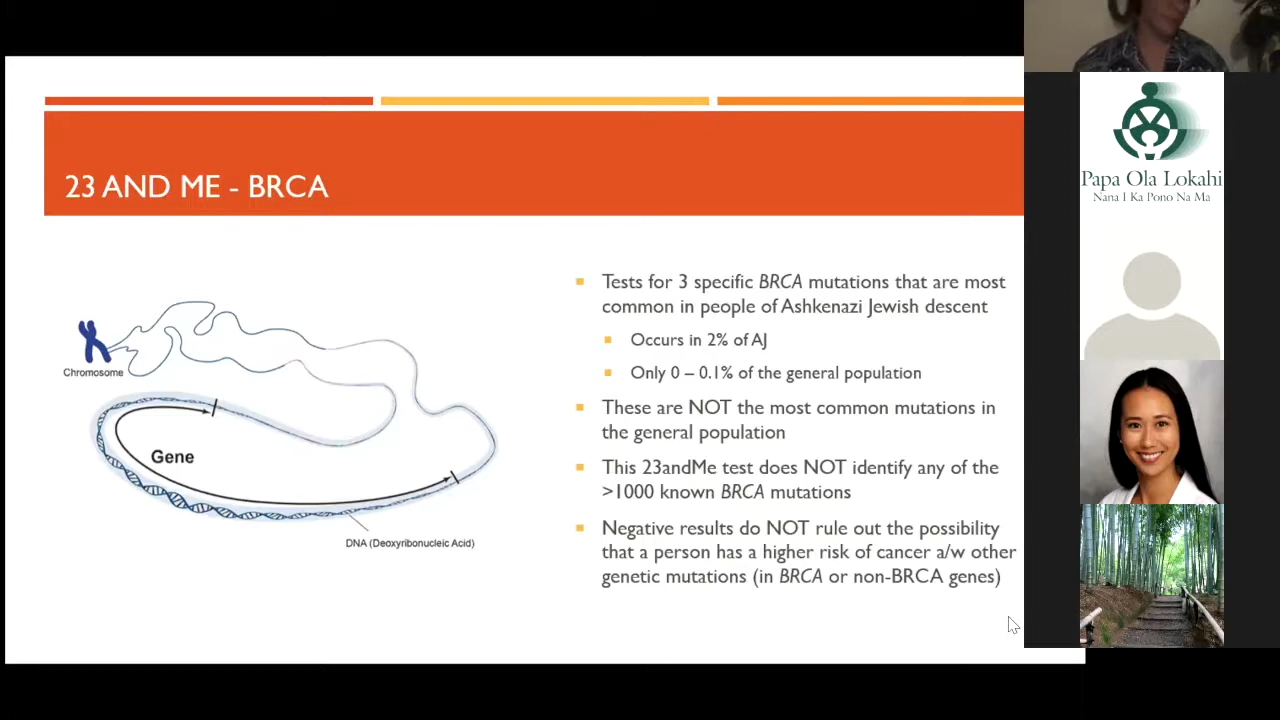 23 AND ME - BRCA
Chromosome
Gene
DNA (Deoxyribonucleic Acid)
Tests for 3 specific BRCA mutations that are most
common in people of Ashkenazi Jewish descent
Occurs in 2% of AJ
Only 0 – 0.1% of the general population
These are NOT the most common mutations in
the general population
This 23andMe test does NOT identify any of the
>1000 known BRCA mutations
Negative results do NOT rule out the possibility
that a person has a higher risk of cancer a/w other
genetic mutations (in BRCA or non-BRCA genes)
Papa Ola Lokahi
Nana I Ka Pono Na Ma